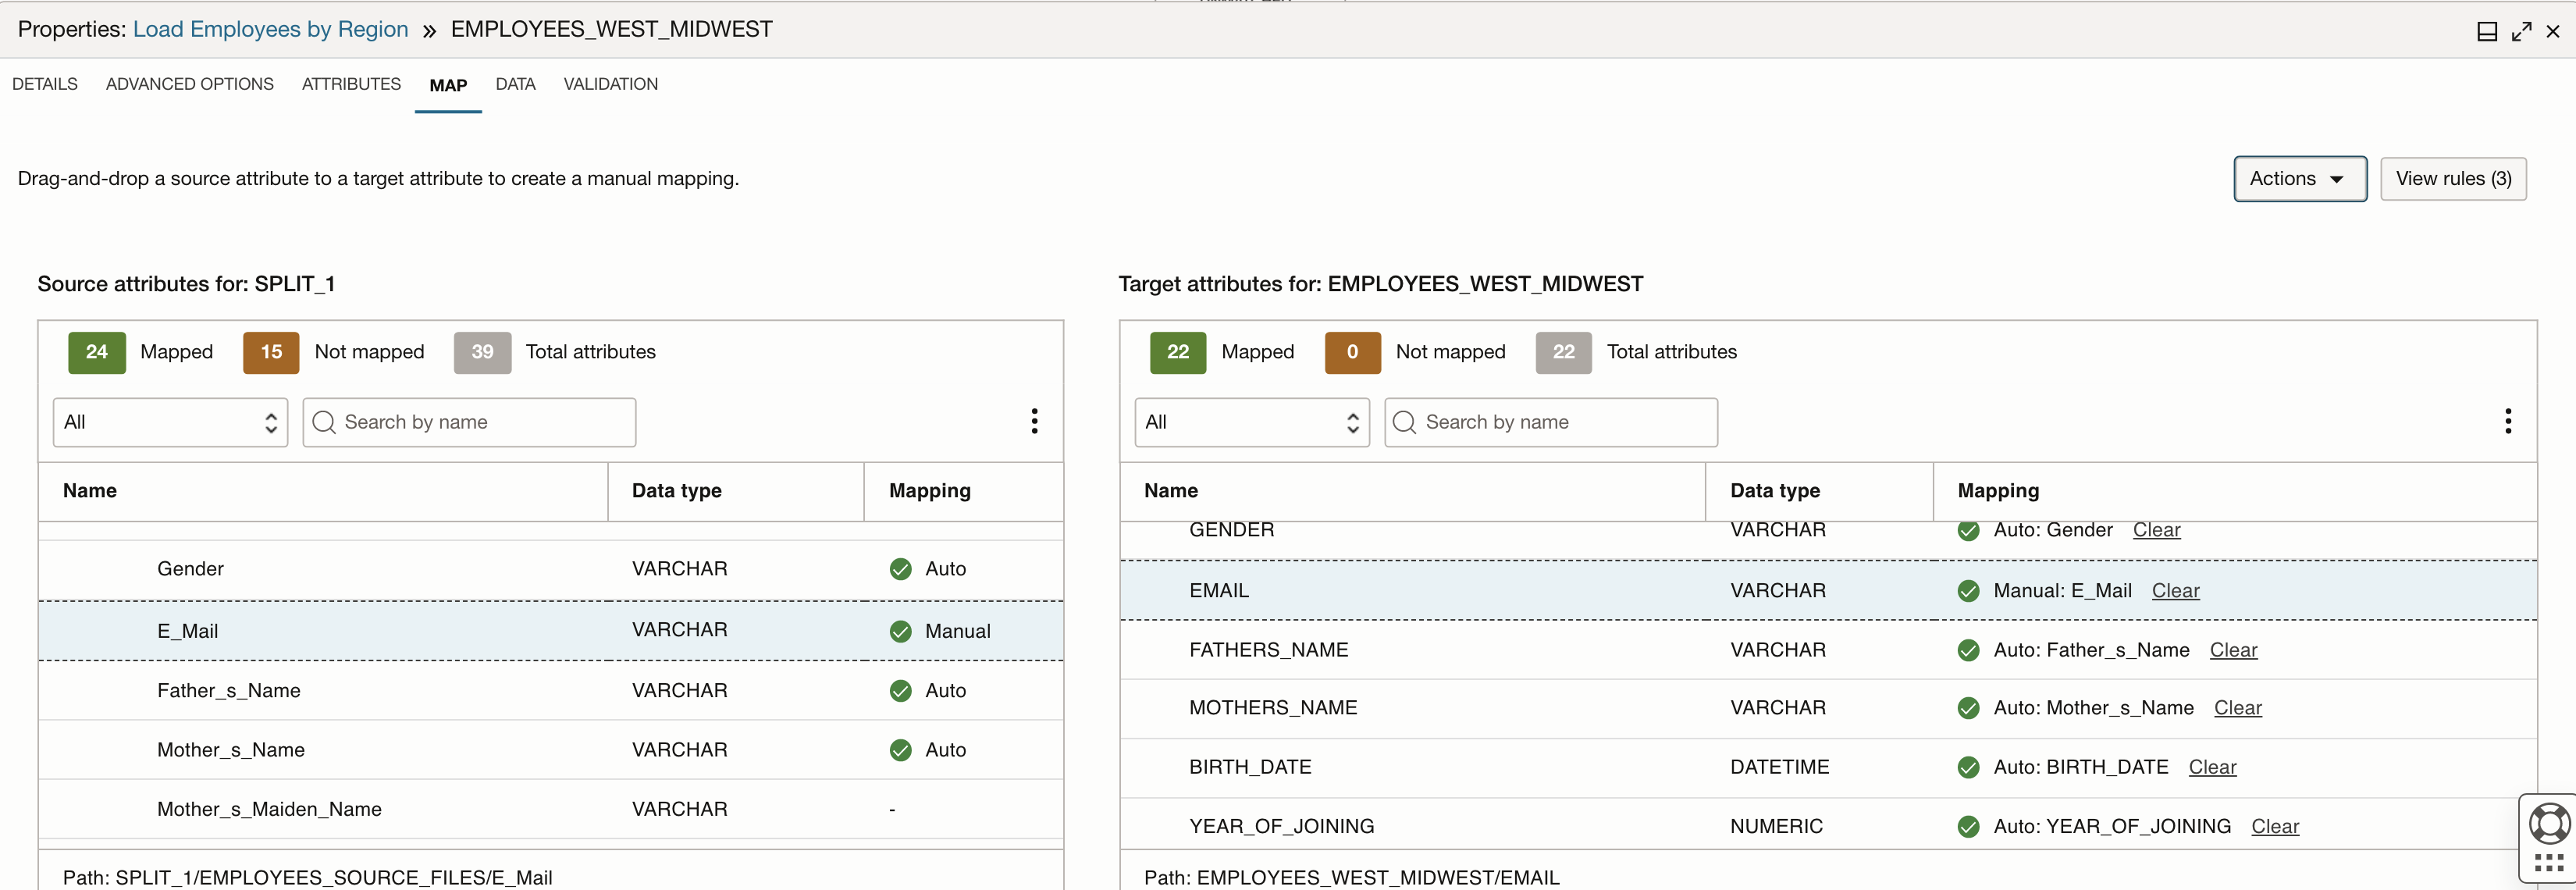 Properties: Load Employees by Region » EMPLOYEES_WEST_MIDWEST
DETAILS ADVANCED OPTIONS ATTRIBUTES MAP DATA VALIDATION
Drag-and-drop a source attribute to a target attribute to create a manual mapping.
Actions View rules (3)
Source attributes for: SPLIT_1
24 Mapped 15 Not mapped 39 Total attributes
All Search by name
Name Data type Mapping
Gender VARCHAR Auto
E_Mail VARCHAR Manual
Father_s_Name VARCHAR Auto
Mother_s_Name VARCHAR Auto
Mother_s_Maiden_Name VARCHAR -
Path: SPLIT_1/EMPLOYEES_SOURCE_FILES/E_Mail
Target attributes for: EMPLOYEES_WEST_MIDWEST
22 Mapped 0 Not mapped 22 Total attributes
All Search by name
Name Data type Mapping
GENDER VARCHAR Auto: Gender Clear
EMAIL VARCHAR Manual: E_Mail Clear
FATHERS_NAME VARCHAR Auto: Father_s_Name Clear
MOTHERS_NAME VARCHAR Auto: Mother_s_Name Clear
BIRTH_DATE DATETIME Auto: BIRTH_DATE Clear
YEAR_OF_JOINING NUMERIC Auto: YEAR_OF_JOINING Clear
Path: EMPLOYEES_WEST_MIDWEST/EMAIL